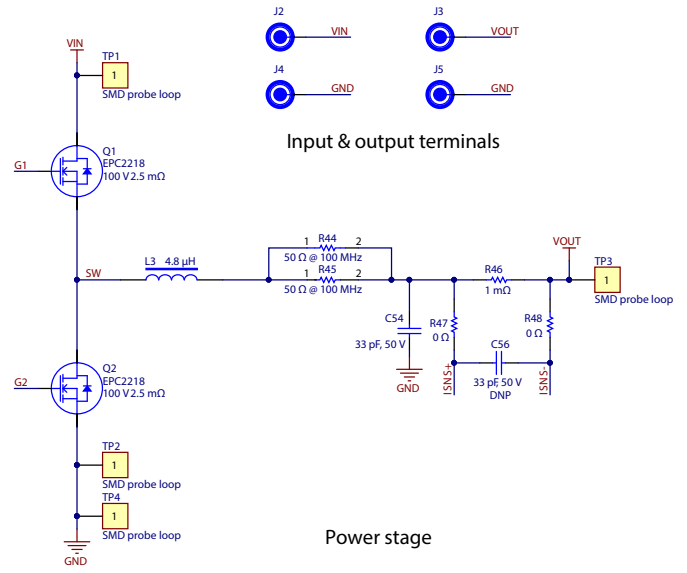 J2
VIN
J3
VOUT
J4
GND
J5
GND
Input & output terminals
VIN
TP1
1
SMD probe loop
G1
Q1
EPC2218
100 V 2.5 mΩ
SW
L3 4.8 µH
1 R44 2
50 Ω @ 100 MHz
1 R45 2
50 Ω @ 100 MHz
C54
33 pF, 50 V
GND
R46
1 mΩ
VOUT
TP3
1
SMD probe loop
R47
0 Ω
R48
0 Ω
C56
33 pF, 50 V
DNP
ISNS+
ISNS-
G2
Q2
EPC2218
100 V 2.5 mΩ
TP2
1
SMD probe loop
TP4
1
SMD probe loop
GND
Power stage